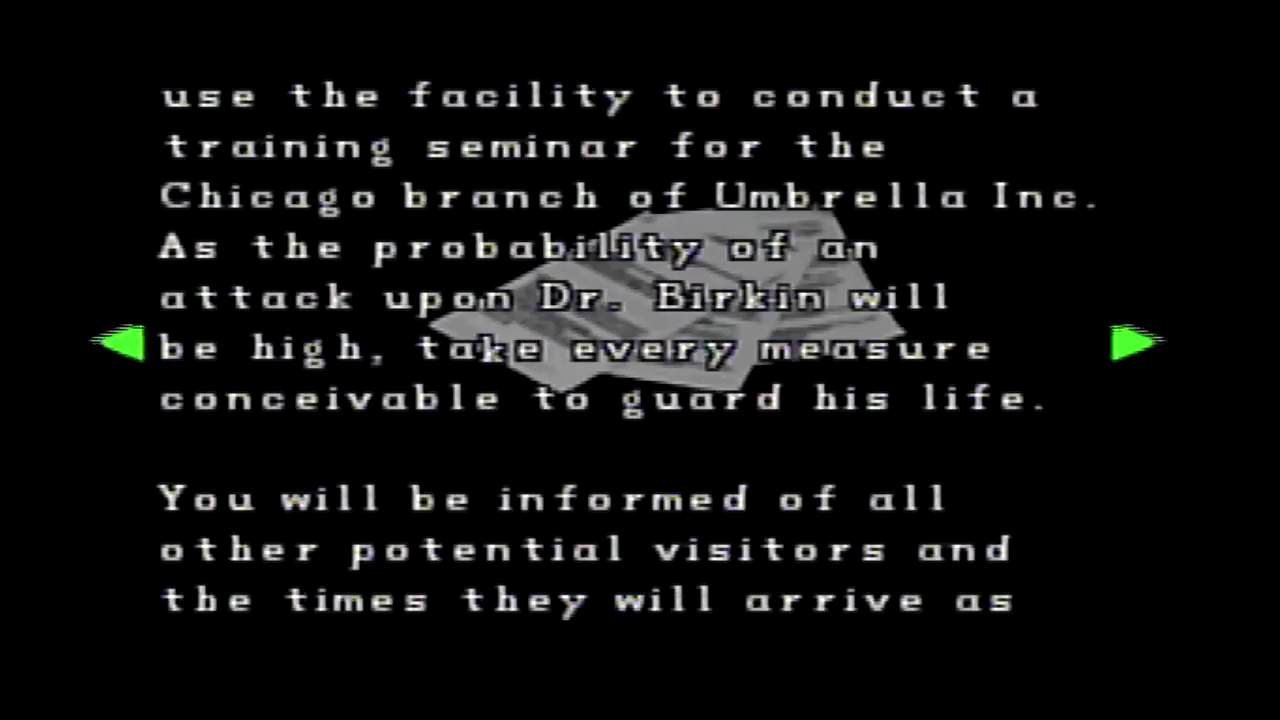 use the facility to conduct a
training seminar for the
Chicago branch of Umbrella Inc.
As the probability of an
attack upon Dr. Birkin will
be high, take every measure
conceivable to guard his life.
You will be informed of all
other potential visitors and
the times they will arrive as